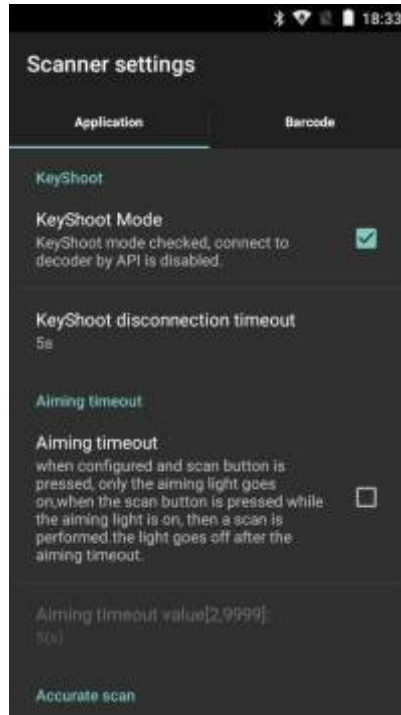 18:33
Scanner settings
Application
Barcode
KeyShoot
KeyShoot Mode
KeyShoot mode checked, connect to
decoder by API is disabled.
KeyShoot disconnection timeout
5s
Aiming timeout
Aiming timeout
when configured and scan button is
pressed, only the aiming light goes
on,when the scan button is pressed while
the aiming light is on, then a scan is
performed.the light goes off after the
aiming timeout.
Aiming timeout value[2,9999]:
5(s)
Accurate scan